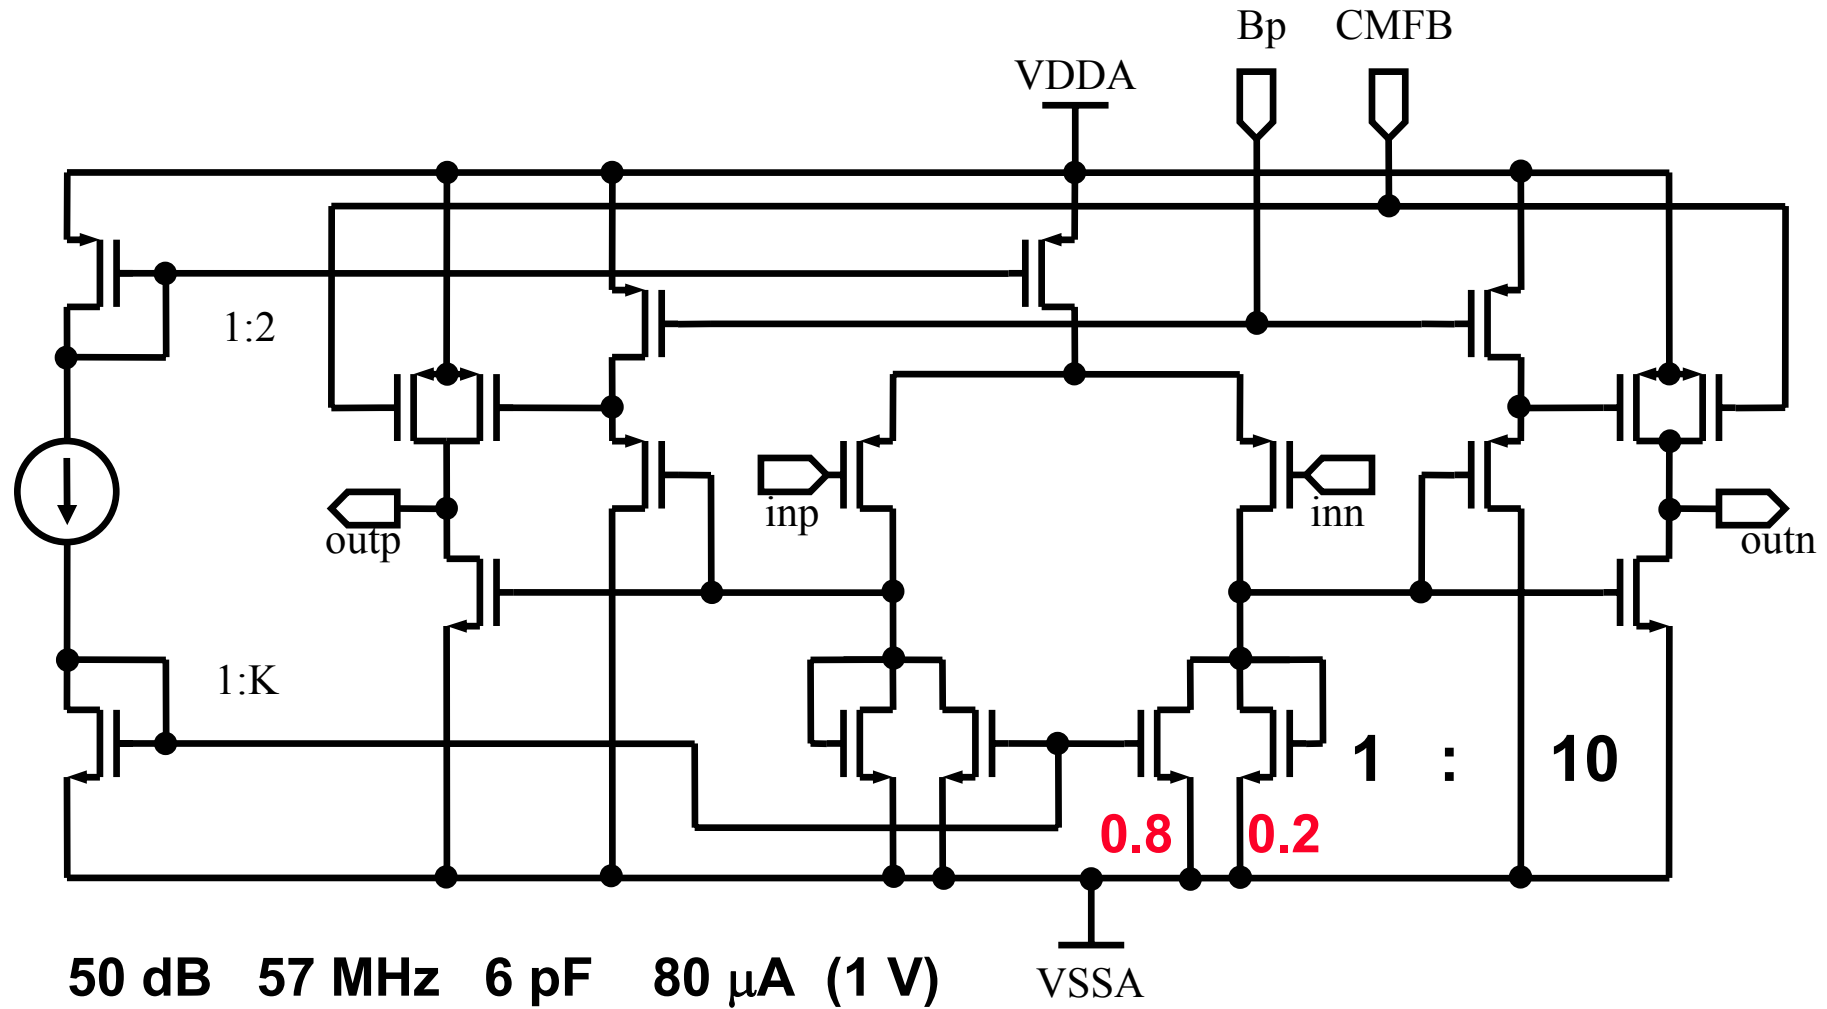 Bp CMFB
VDDA
1:2
inp
inn
outp
outn
1:K
1 : 10
0.8 0.2
50 dB 57 MHz 6 pF 80 μA (1 V)
VSSA